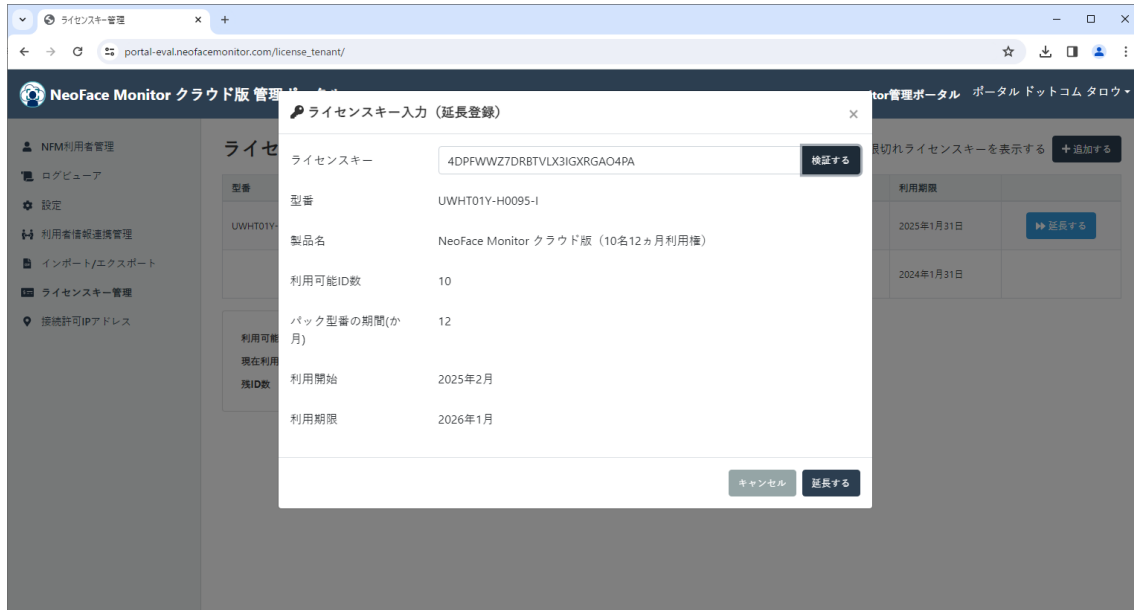 ライセンスキー管理
portal-eval.neofacemonitor.com/license_tenant/
NeoFace Monitor クラウド版 管理
tor管理ポータル ポータル ドットコム タロウ
NFM利用者管理
ログビューア
設定
利用者情報連携管理
インポート/エクスポート
ライセンスキー管理
接続許可IPアドレス
ライセ
限切れライセンスキーを表示する
追加する
型番
利用期限
UWHT01Y-
2025年1月31日
延長する
2024年1月31日
利用可能
現在利用
残ID数
ライセンスキー入力（延長登録）
ライセンスキー
4DPFWWZ7DRBTVLX3IGXRGAO4PA
検証する
型番
UWHT01Y-H0095-I
製品名
NeoFace Monitor クラウド版（10名12ヵ月利用権）
利用可能ID数
10
パック型番の期間(か
月)
12
利用開始
2025年2月
利用期限
2026年1月
キャンセル
延長する